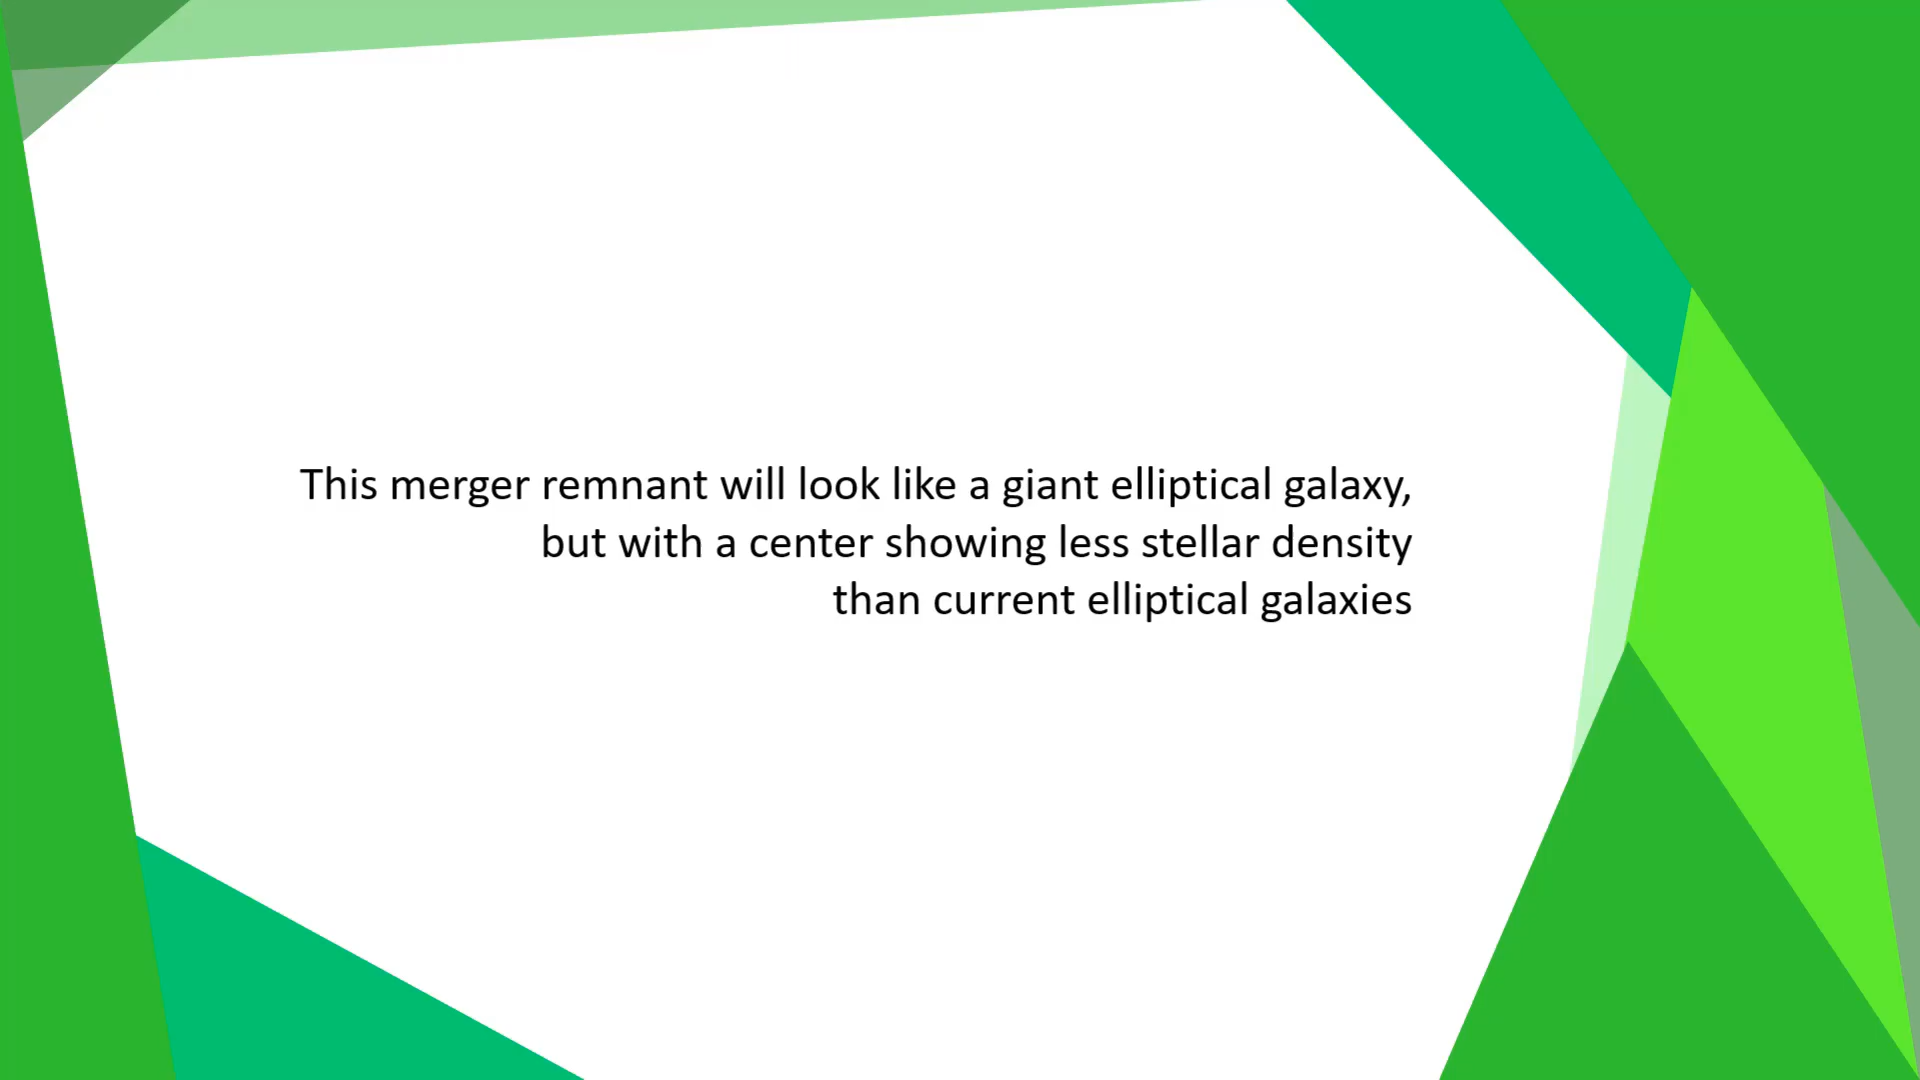 This merger remnant will look like a giant elliptical galaxy,
but with a center showing less stellar density
than current elliptical galaxies